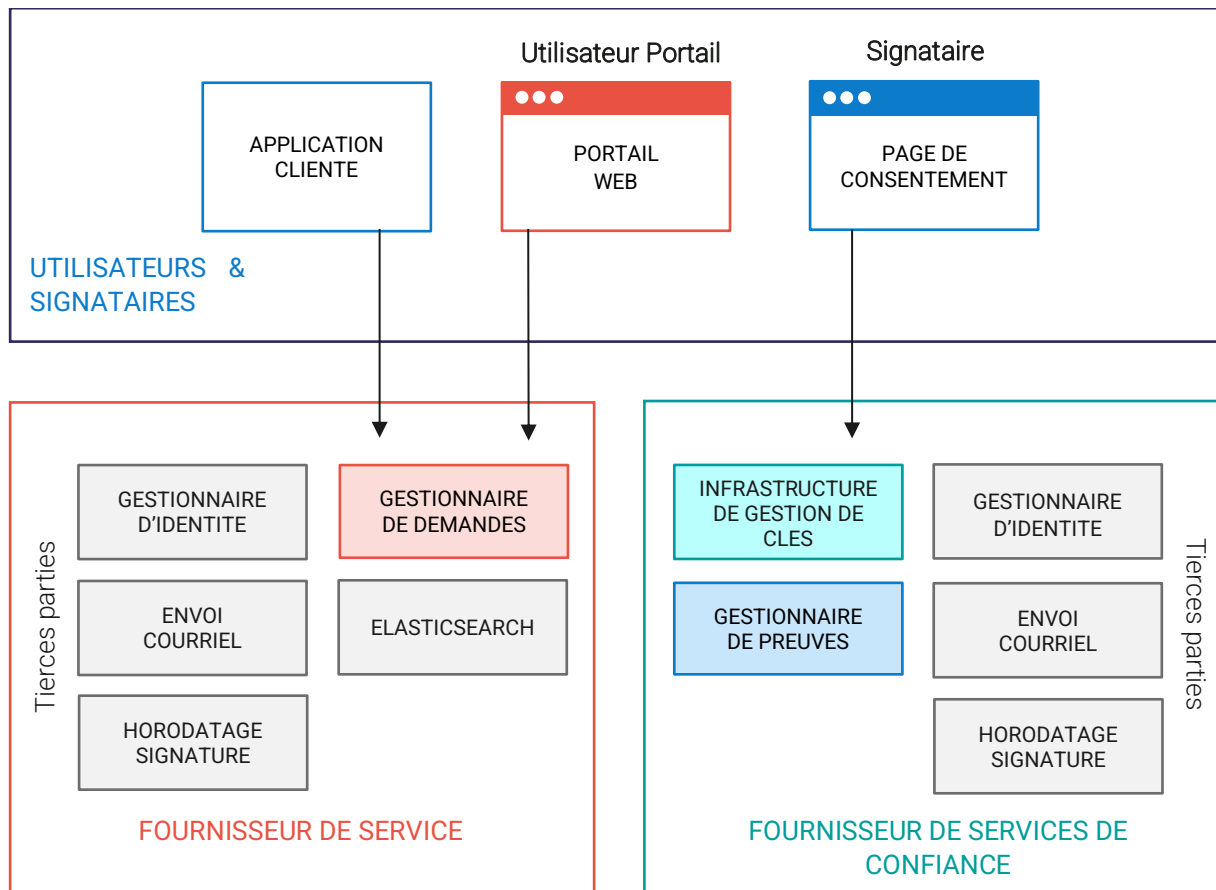 Utilisateur Portail
Signataire
APPLICATION
CLIENTE
PORTAIL
WEB
PAGE DE
CONSENTEMENT
UTILISATEURS &
SIGNATAIRES
Tierces parties
GESTIONNAIRE
D'IDENTITE
GESTIONNAIRE
DE DEMANDES
ENVOI
COURRIEL
ELASTICSEARCH
HORODATAGE
SIGNATURE
FOURNISSEUR DE SERVICE
INFRASTRUCTURE
DE GESTION DE
CLES
GESTIONNAIRE
D'IDENTITE
GESTIONNAIRE
DE PREUVES
ENVOI
COURRIEL
HORODATAGE
SIGNATURE
Tierces parties
FOURNISSEUR DE SERVICES DE
CONFIANCE